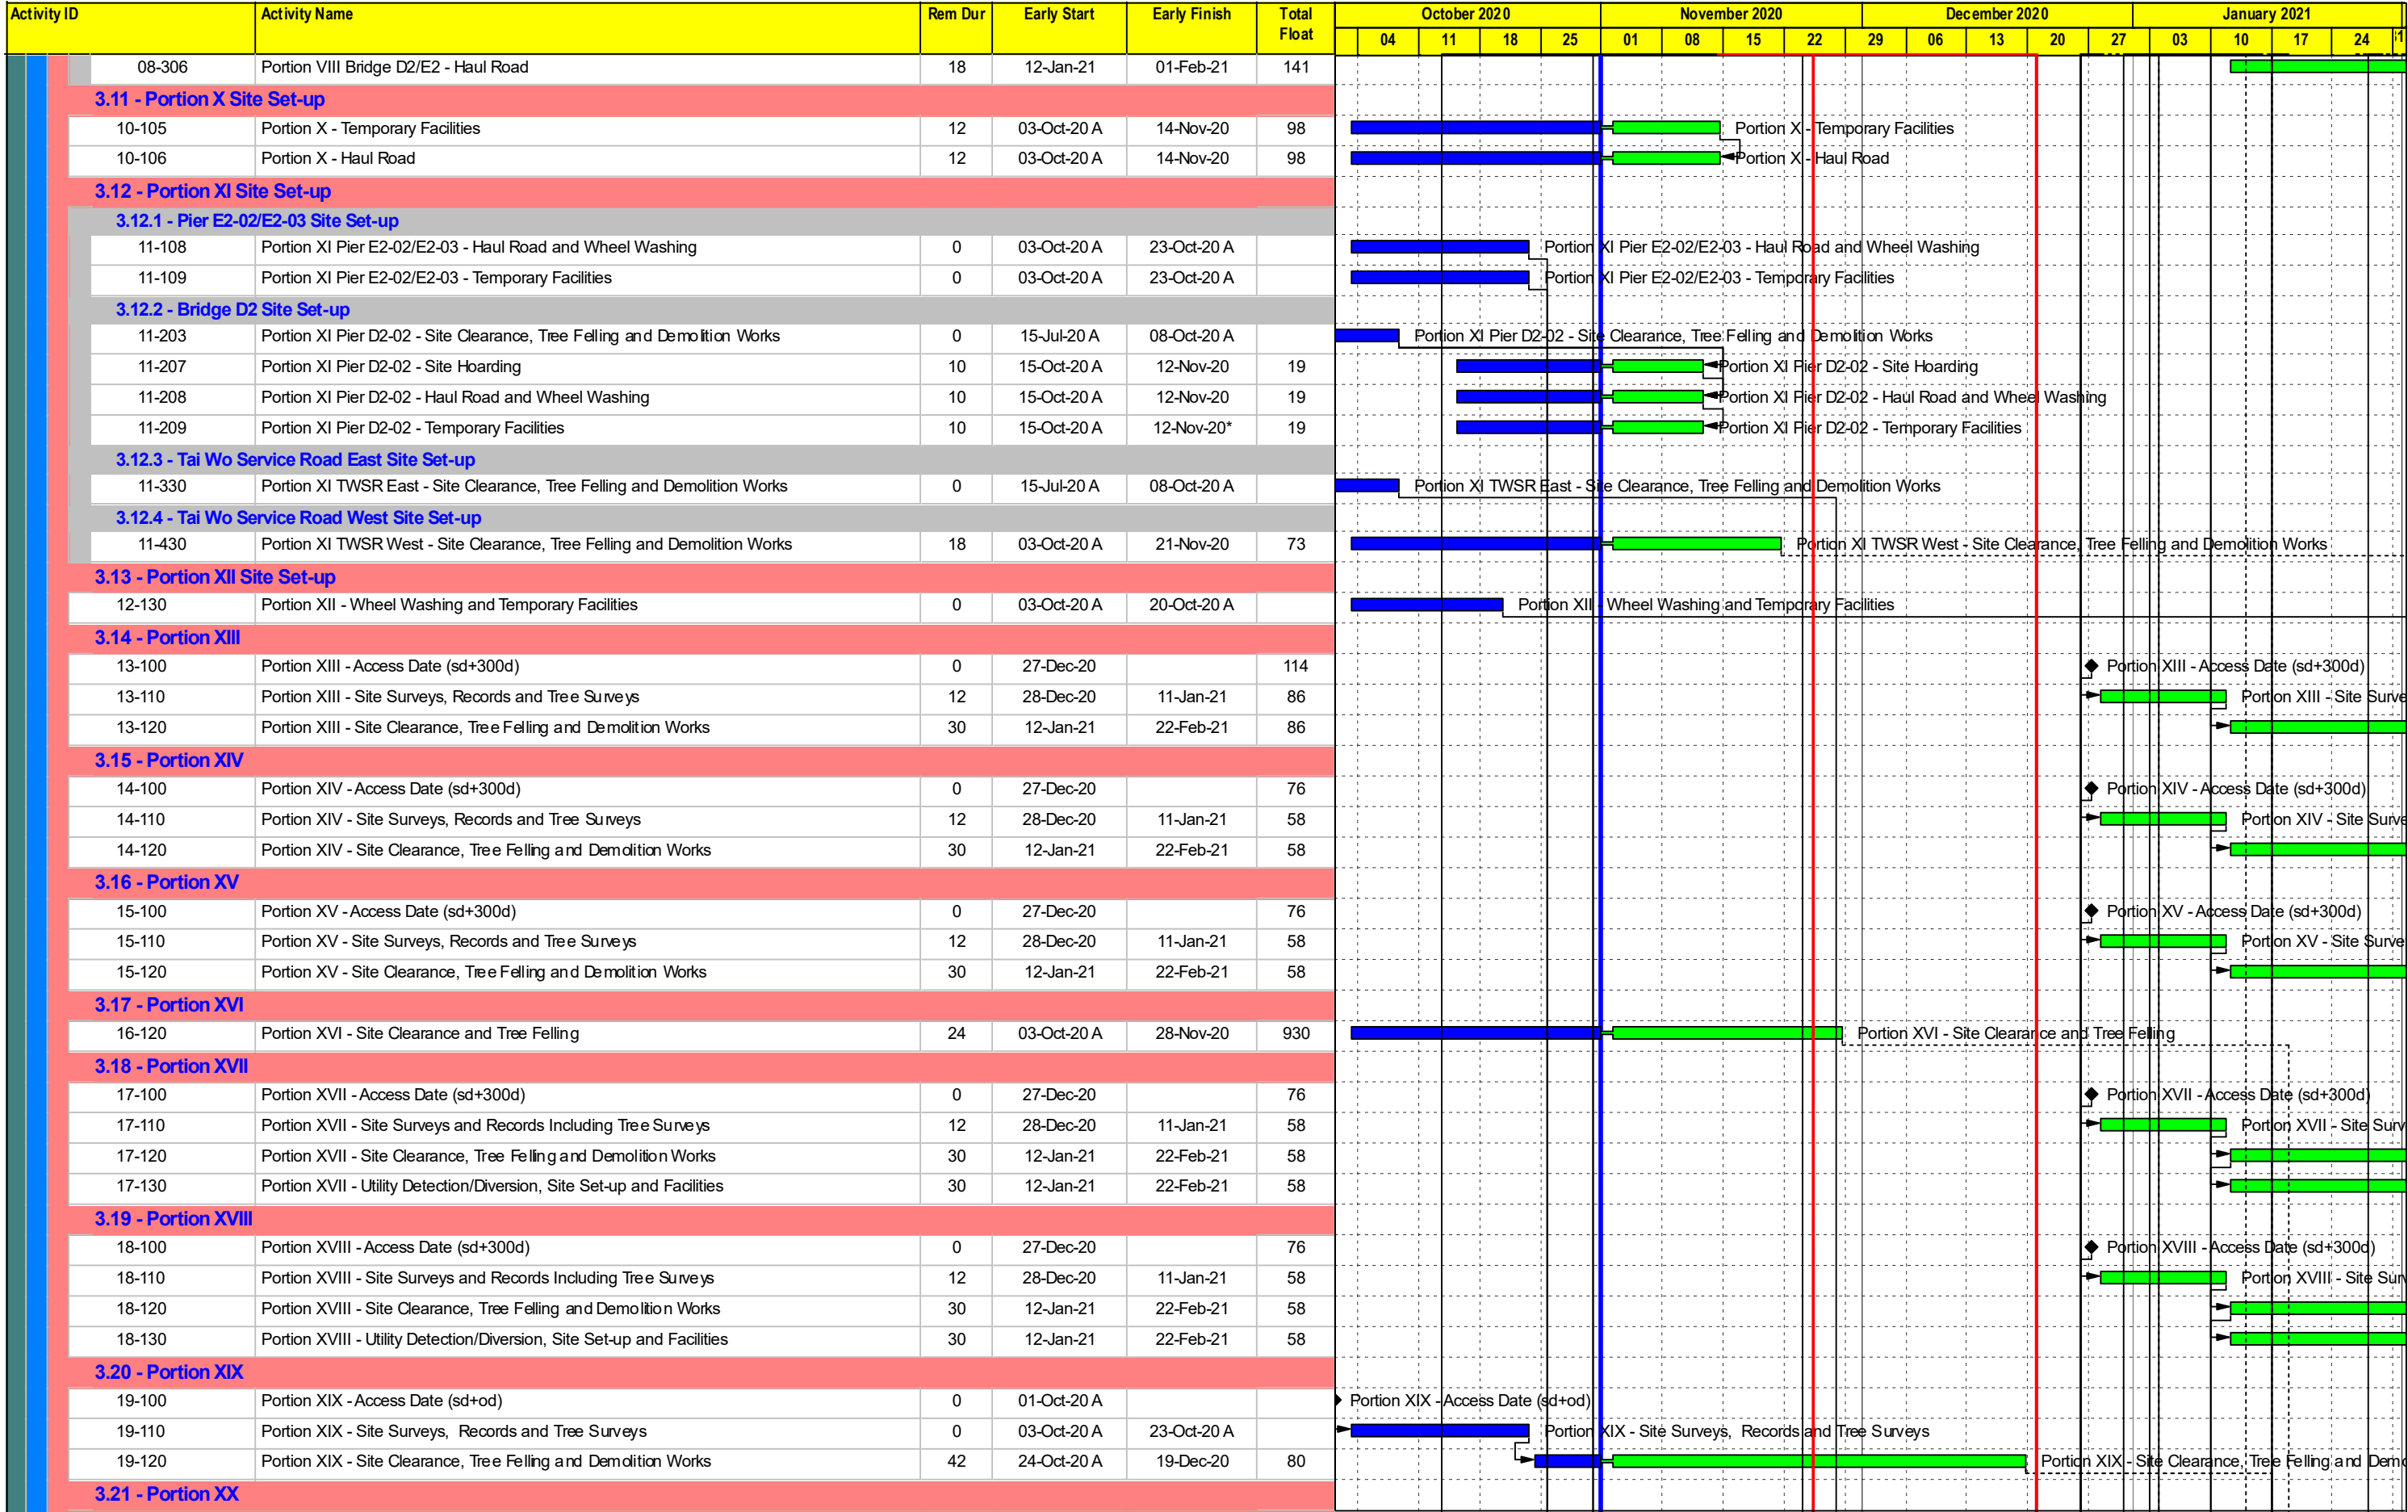 Activity ID Activity Name Rem Dur Early Start Early Finish Total Float October 2020 November 2020 December 2020 January 2021
04 11 18 25 01 08 15 22 29 06 13 20 27 03 10 17 24 31
08-306 Portion VIII Bridge D2/E2 - Haul Road 18 12-Jan-21 01-Feb-21 141
3.11 - Portion X Site Set-up
10-105 Portion X - Temporary Facilities 12 03-Oct-20 A 14-Nov-20 98 Portion X - Temporary Facilities
10-106 Portion X - Haul Road 12 03-Oct-20 A 14-Nov-20 98 Portion X - Haul Road
3.12 - Portion XI Site Set-up
3.12.1 - Pier E2-02/E2-03 Site Set-up
11-108 Portion XI Pier E2-02/E2-03 - Haul Road and Wheel Washing 0 03-Oct-20 A 23-Oct-20 A Portion XI Pier E2-02/E2-03 - Haul Road and Wheel Washing
11-109 Portion XI Pier E2-02/E2-03 - Temporary Facilities 0 03-Oct-20 A 23-Oct-20 A Portion XI Pier E2-02/E2-03 - Temporary Facilities
3.12.2 - Bridge D2 Site Set-up
11-203 Portion XI Pier D2-02 - Site Clearance, Tree Felling and Demolition Works 0 15-Jul-20 A 08-Oct-20 A Portion XI Pier D2-02 - Site Clearance, Tree Felling and Demolition Works
11-207 Portion XI Pier D2-02 - Site Hoarding 10 15-Oct-20 A 12-Nov-20 19 Portion XI Pier D2-02 - Site Hoarding
11-208 Portion XI Pier D2-02 - Haul Road and Wheel Washing 10 15-Oct-20 A 12-Nov-20 19 Portion XI Pier D2-02 - Haul Road and Wheel Washing
11-209 Portion XI Pier D2-02 - Temporary Facilities 10 15-Oct-20 A 12-Nov-20* 19 Portion XI Pier D2-02 - Temporary Facilities
3.12.3 - Tai Wo Service Road East Site Set-up
11-330 Portion XI TWSR East - Site Clearance, Tree Felling and Demolition Works 0 15-Jul-20 A 08-Oct-20 A Portion XI TWSR East - Site Clearance, Tree Felling and Demolition Works
3.12.4 - Tai Wo Service Road West Site Set-up
11-430 Portion XI TWSR West - Site Clearance, Tree Felling and Demolition Works 18 03-Oct-20 A 21-Nov-20 73 Portion XI TWSR West - Site Clearance, Tree Felling and Demolition Works
3.13 - Portion XII Site Set-up
12-130 Portion XII - Wheel Washing and Temporary Facilities 0 03-Oct-20 A 20-Oct-20 A Portion XII - Wheel Washing and Temporary Facilities
3.14 - Portion XIII
13-100 Portion XIII - Access Date (sd+300d) 0 27-Dec-20 114 Portion XIII - Access Date (sd+300d)
13-110 Portion XIII - Site Surveys, Records and Tree Surveys 12 28-Dec-20 11-Jan-21 86 Portion XIII - Site Surve
13-120 Portion XIII - Site Clearance, Tree Felling and Demolition Works 30 12-Jan-21 22-Feb-21 86
3.15 - Portion XIV
14-100 Portion XIV - Access Date (sd+300d) 0 27-Dec-20 76 Portion XIV - Access Date (sd+300d)
14-110 Portion XIV - Site Surveys, Records and Tree Surveys 12 28-Dec-20 11-Jan-21 58 Portion XIV - Site Surve
14-120 Portion XIV - Site Clearance, Tree Felling and Demolition Works 30 12-Jan-21 22-Feb-21 58
3.16 - Portion XV
15-100 Portion XV - Access Date (sd+300d) 0 27-Dec-20 76 Portion XV - Access Date (sd+300d)
15-110 Portion XV - Site Surveys, Records and Tree Surveys 12 28-Dec-20 11-Jan-21 58 Portion XV - Site Surve
15-120 Portion XV - Site Clearance, Tree Felling and Demolition Works 30 12-Jan-21 22-Feb-21 58
3.17 - Portion XVI
16-120 Portion XVI - Site Clearance and Tree Felling 24 03-Oct-20 A 28-Nov-20 930 Portion XVI - Site Clearance and Tree Felling
3.18 - Portion XVII
17-100 Portion XVII - Access Date (sd+300d) 0 27-Dec-20 76 Portion XVII - Access Date (sd+300d)
17-110 Portion XVII - Site Surveys and Records Including Tree Surveys 12 28-Dec-20 11-Jan-21 58 Portion XVII - Site Surv
17-120 Portion XVII - Site Clearance, Tree Felling and Demolition Works 30 12-Jan-21 22-Feb-21 58
17-130 Portion XVII - Utility Detection/Diversion, Site Set-up and Facilities 30 12-Jan-21 22-Feb-21 58
3.19 - Portion XVIII
18-100 Portion XVIII - Access Date (sd+300d) 0 27-Dec-20 76 Portion XVIII - Access Date (sd+300d)
18-110 Portion XVIII - Site Surveys and Records Including Tree Surveys 12 28-Dec-20 11-Jan-21 58 Portion XVIII - Site Surv
18-120 Portion XVIII - Site Clearance, Tree Felling and Demolition Works 30 12-Jan-21 22-Feb-21 58
18-130 Portion XVIII - Utility Detection/Diversion, Site Set-up and Facilities 30 12-Jan-21 22-Feb-21 58
3.20 - Portion XIX
19-100 Portion XIX - Access Date (sd+od) 0 01-Oct-20 A Portion XIX - Access Date (sd+od)
19-110 Portion XIX - Site Surveys, Records and Tree Surveys 0 03-Oct-20 A 23-Oct-20 A Portion XIX - Site Surveys, Records and Tree Surveys
19-120 Portion XIX - Site Clearance, Tree Felling and Demolition Works 42 24-Oct-20 A 19-Dec-20 80 Portion XIX - Site Clearance, Tree Felling and Demo
3.21 - Portion XX